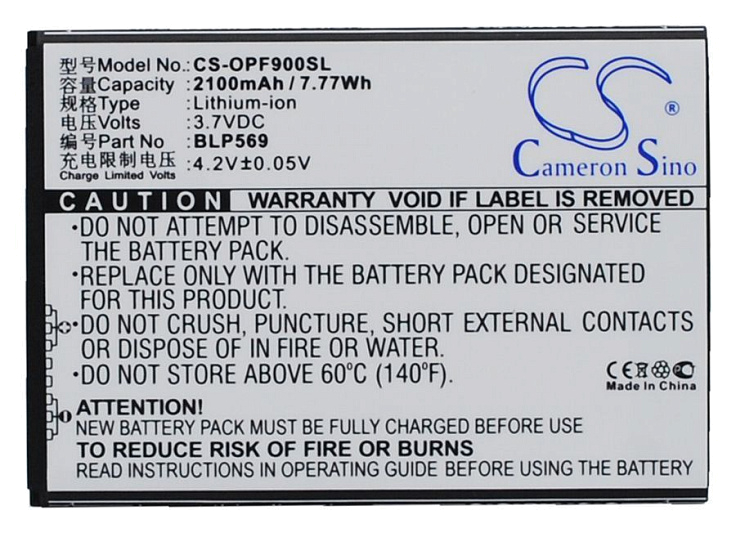 型号Model No.: CS-OPF900SL
容量Capacity: 2100mAh / 7.77Wh
类型Type: Lithium-ion
电压Volts: 3.7VDC
编号Part No: BLP569
充电限制电压: 4.2V±0.05V
Charge Limited Volts
CS ®
Cameron Sino
CAUTION WARRANTY VOID IF LABEL IS REMOVED
•DO NOT ATTEMPT TO DISASSEMBLE, OPEN OR SERVICE
THE BATTERY PACK.
•REPLACE ONLY WITH THE BATTERY PACK DESIGNATED
FOR THIS PRODUCT.
•DO NOT CRUSH, PUNCTURE, SHORT EXTERNAL CONTACTS
OR DISPOSE OF IN FIRE OR WATER.
•DO NOT STORE ABOVE 60°C (140°F).
CE
Made in China
ATTENTION!
NEW BATTERY PACK MUST BE FULLY CHARGED BEFORE USE
TO REDUCE RISK OF FIRE OR BURNS
READ INSTRUCTIONS IN OPERATING GUIDE BEFORE USING THE BATTERY PACK